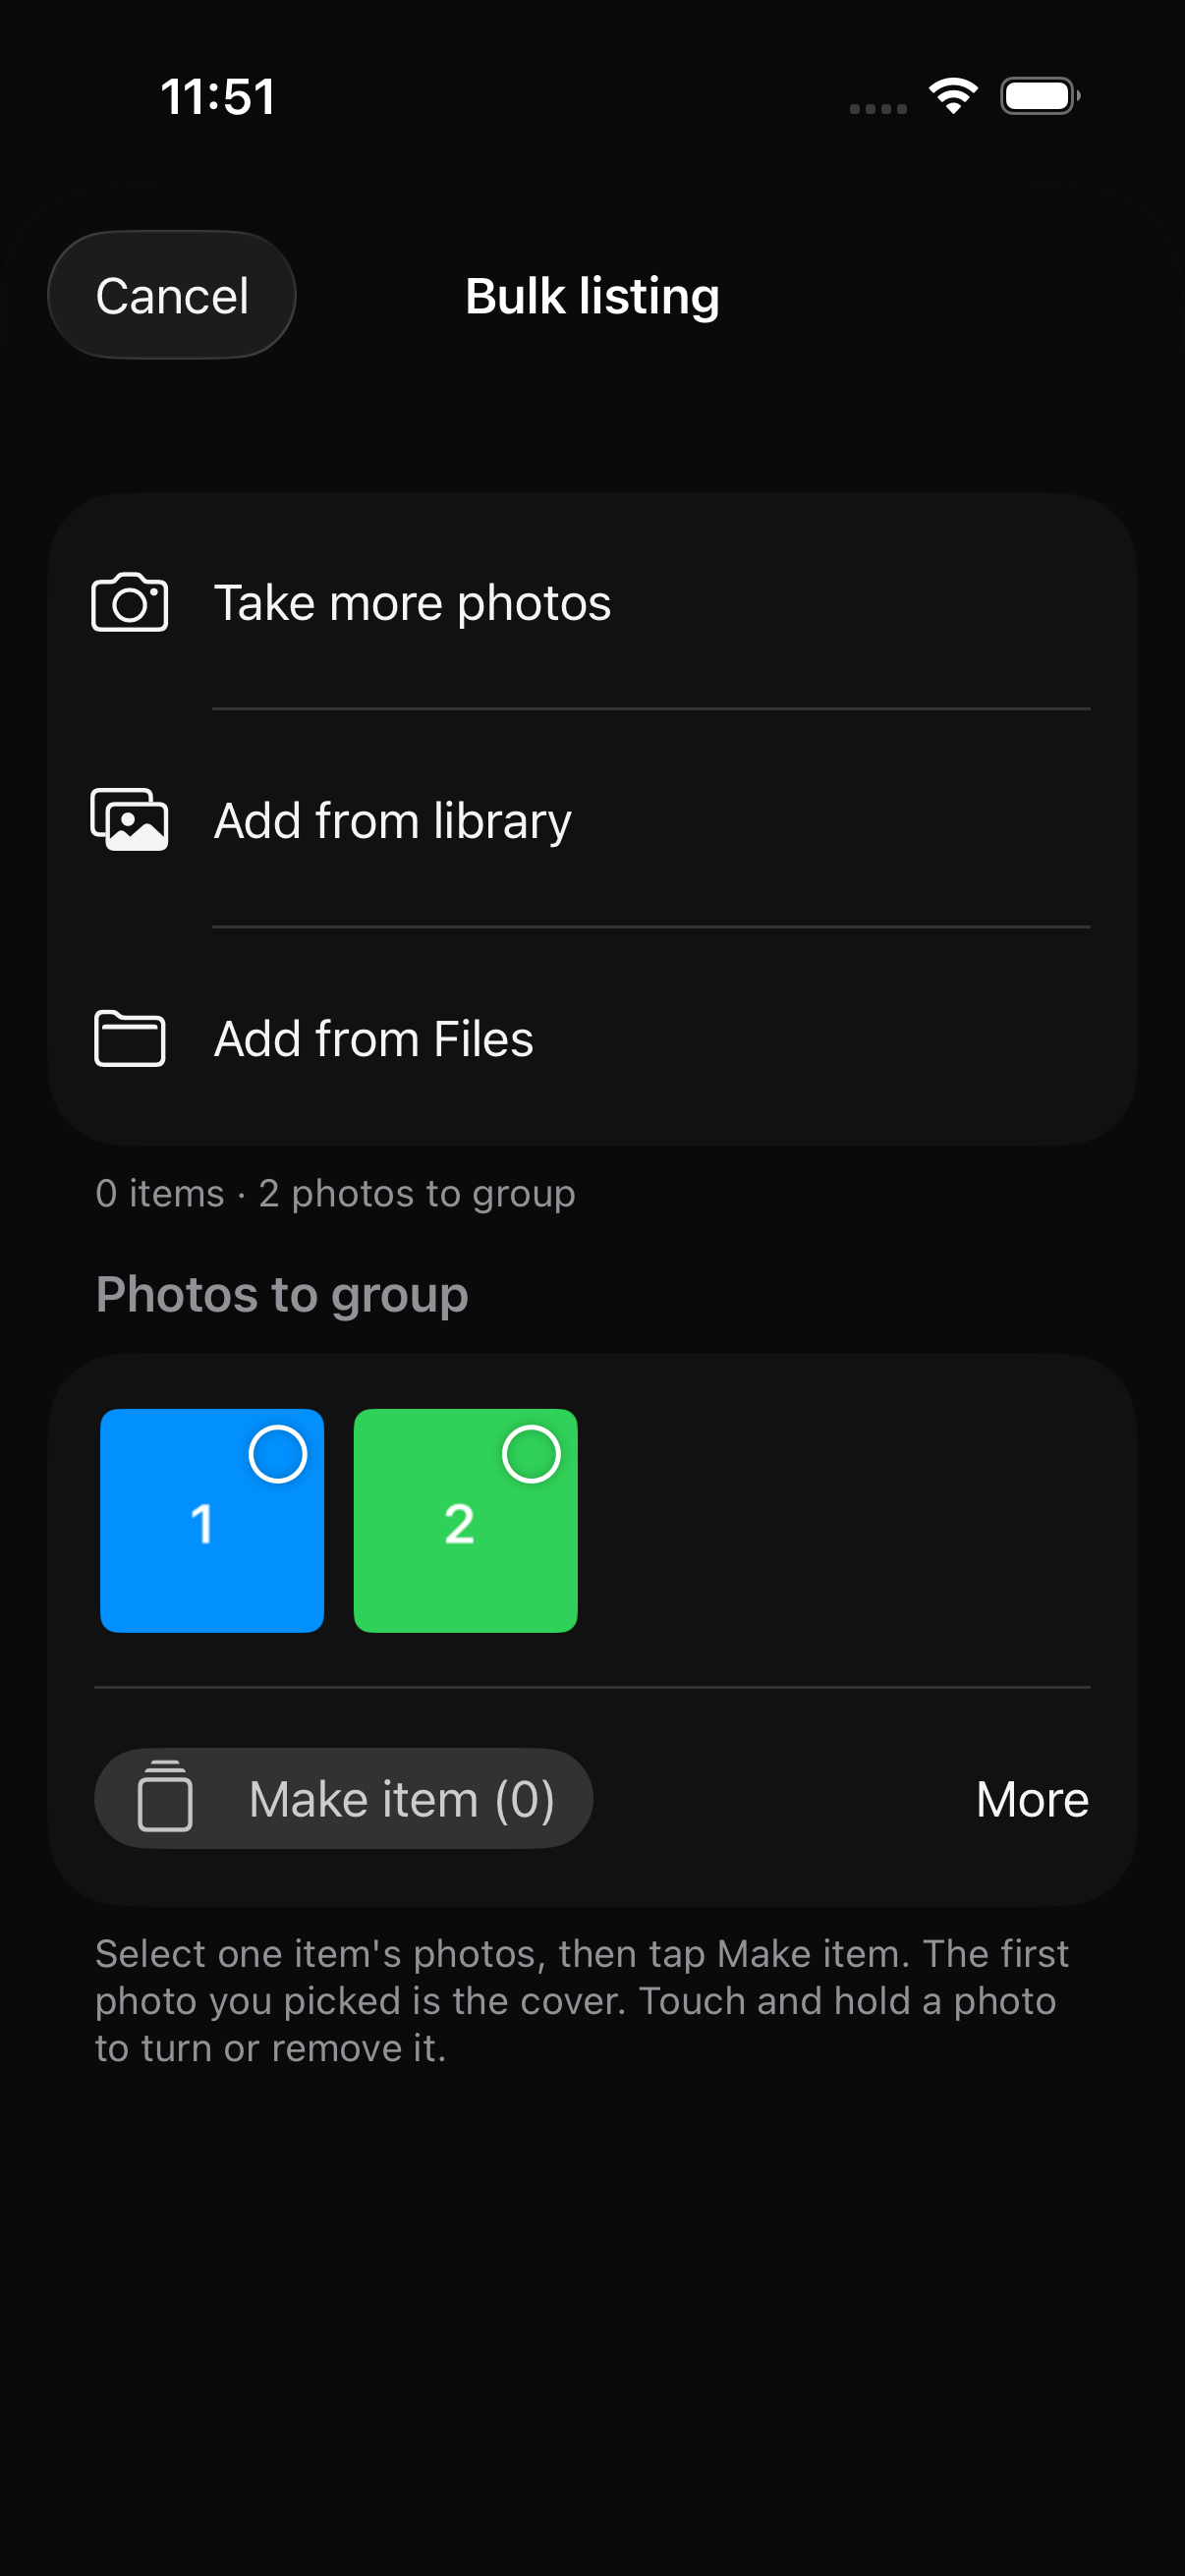 11:51
Cancel
Bulk listing
Take more photos
Add from library
Add from Files
0 items · 2 photos to group
Photos to group
1
2
Make item (0)
More
Select one item's photos, then tap Make item. The first
photo you picked is the cover. Touch and hold a photo
to turn or remove it.